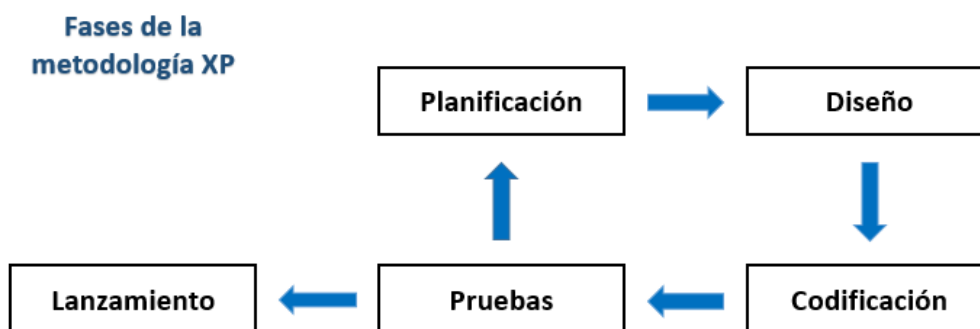 Fases de la
metodología XP
Planificación
Diseño
Lanzamiento
Pruebas
Codificación